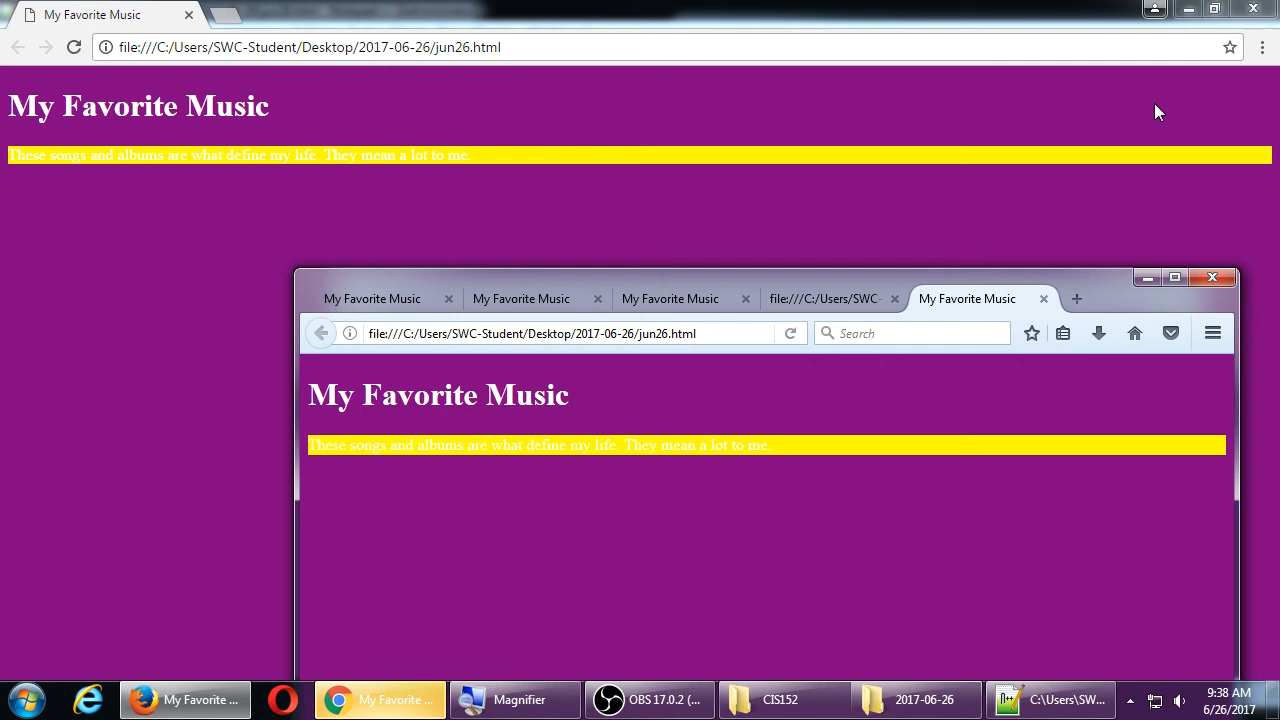 My Favorite Music
file:///C:/Users/SWC-Student/Desktop/2017-06-26/jun26.html
My Favorite Music
These songs and albums are what define my life. They mean a lot to me.
My Favorite Music
My Favorite Music
My Favorite Music
file:///C:/Users/SWC-
My Favorite Music
file:///C:/Users/SWC-Student/Desktop/2017-06-26/jun26.html
Search
My Favorite Music
These songs and albums are what define my life. They mean a lot to me.
My Favorite ...
My Favorite ...
Magnifier
OBS 17.0.2 (...
CIS152
2017-06-26
C:\Users\SW...
9:38 AM
6/26/2017